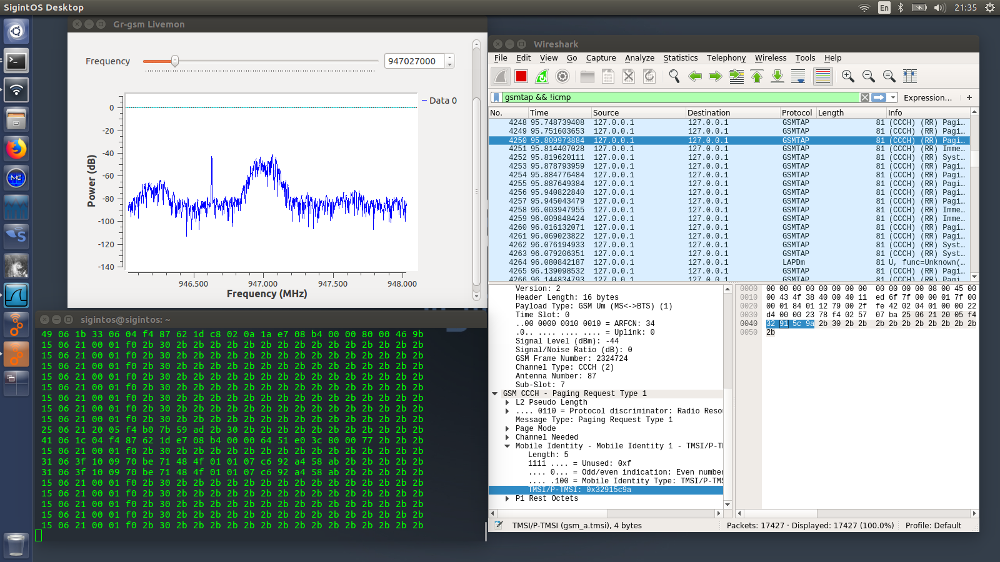 SigintOS Desktop
En
21:35
Gr-gsm Livemon
Frequency
947027000
Data 0
Power (dB)
0
-20
-40
-60
-80
-100
-120
-140
946.500 947.000 947.500 948.000
Frequency (MHz)
sigintos@sigintos: ~
49 06 1b 33 06 04 f4 87 62 1d c8 02 0a 1a e7 08 b4 00 00 80 00 46 9b
15 06 21 00 01 f0 2b 30 2b 2b 2b 2b 2b 2b 2b 2b 2b 2b 2b 2b 2b 2b 2b
15 06 21 00 01 f0 2b 30 2b 2b 2b 2b 2b 2b 2b 2b 2b 2b 2b 2b 2b 2b 2b
15 06 21 00 01 f0 2b 30 2b 2b 2b 2b 2b 2b 2b 2b 2b 2b 2b 2b 2b 2b 2b
15 06 21 00 01 f0 2b 30 2b 2b 2b 2b 2b 2b 2b 2b 2b 2b 2b 2b 2b 2b 2b
15 06 21 00 01 f0 2b 30 2b 2b 2b 2b 2b 2b 2b 2b 2b 2b 2b 2b 2b 2b 2b
15 06 21 00 01 f0 2b 30 2b 2b 2b 2b 2b 2b 2b 2b 2b 2b 2b 2b 2b 2b 2b
15 06 21 00 01 f0 2b 30 2b 2b 2b 2b 2b 2b 2b 2b 2b 2b 2b 2b 2b 2b 2b
15 06 21 00 01 f0 2b 30 2b 2b 2b 2b 2b 2b 2b 2b 2b 2b 2b 2b 2b 2b 2b
25 06 21 20 05 f4 b0 7b 59 ad 2b 30 2b 2b 2b 2b 2b 2b 2b 2b 2b 2b 2b
41 06 1c 04 f4 87 62 1d e7 08 b4 00 00 64 51 e0 3c 80 00 77 2b 2b 2b
15 06 21 00 01 f0 2b 30 2b 2b 2b 2b 2b 2b 2b 2b 2b 2b 2b 2b 2b 2b 2b
31 06 3f 10 09 70 be 71 48 4f 01 01 07 c6 92 a4 58 ab 2b 2b 2b 2b 2b
31 06 3f 10 09 70 be 71 48 4f 01 01 07 c6 92 a4 58 ab 2b 2b 2b 2b 2b
15 06 21 00 01 f0 2b 30 2b 2b 2b 2b 2b 2b 2b 2b 2b 2b 2b 2b 2b 2b 2b
15 06 21 00 01 f0 2b 30 2b 2b 2b 2b 2b 2b 2b 2b 2b 2b 2b 2b 2b 2b 2b
15 06 21 00 01 f0 2b 30 2b 2b 2b 2b 2b 2b 2b 2b 2b 2b 2b 2b 2b 2b 2b
15 06 21 00 01 f0 2b 30 2b 2b 2b 2b 2b 2b 2b 2b 2b 2b 2b 2b 2b 2b 2b
15 06 21 00 01 f0 2b 30 2b 2b 2b 2b 2b 2b 2b 2b 2b 2b 2b 2b 2b 2b 2b
Wireshark
File Edit View Go Capture Analyze Statistics Telephony Wireless Tools Help
gsmtap && !icmp
Expression…
+
No. Time Source Destination Protocol Length Info
4248 95.748739408 127.0.0.1 127.0.0.1 GSMTAP 81 (CCCH) (RR) Pagi…
4249 95.751603653 127.0.0.1 127.0.0.1 GSMTAP 81 (CCCH) (RR) Pagi…
4250 95.809973884 127.0.0.1 127.0.0.1 GSMTAP 81 (CCCH) (RR) Pagi…
4251 95.814407028 127.0.0.1 127.0.0.1 GSMTAP 81 (CCCH) (RR) Imme…
4252 95.819620111 127.0.0.1 127.0.0.1 GSMTAP 81 (CCCH) (RR) Syst…
4253 95.878793959 127.0.0.1 127.0.0.1 GSMTAP 81 (CCCH) (RR) Pagi…
4254 95.884776484 127.0.0.1 127.0.0.1 GSMTAP 81 (CCCH) (RR) Pagi…
4255 95.887649384 127.0.0.1 127.0.0.1 GSMTAP 81 (CCCH) (RR) Pagi…
4256 95.940822840 127.0.0.1 127.0.0.1 GSMTAP 81 (CCCH) (RR) Pagi…
4257 95.945043479 127.0.0.1 127.0.0.1 GSMTAP 81 (CCCH) (RR) Pagi…
4258 96.003947955 127.0.0.1 127.0.0.1 GSMTAP 81 (CCCH) (RR) Imme…
4259 96.009848424 127.0.0.1 127.0.0.1 GSMTAP 81 (CCCH) (RR) Imme…
4260 96.016132071 127.0.0.1 127.0.0.1 GSMTAP 81 (CCCH) (RR) Pagi…
4261 96.069023822 127.0.0.1 127.0.0.1 GSMTAP 81 (CCCH) (RR) Pagi…
4262 96.076194933 127.0.0.1 127.0.0.1 GSMTAP 81 (CCCH) (RR) Syst…
4263 96.079206351 127.0.0.1 127.0.0.1 GSMTAP 81 (CCCH) (RR) Syst…
4264 96.080842187 127.0.0.1 127.0.0.1 LAPDm 81 U, func=Unknown(…
4265 96.139098532 127.0.0.1 127.0.0.1 GSMTAP 81 (CCCH) (RR) Pagi…
4266 96.144834793 127.0.0.1 127.0.0.1 GSMTAP 81 (CCCH) (RR) Pagi…
Version: 2
Header Length: 16 bytes
Payload Type: GSM Um (MS<->BTS) (1)
Time Slot: 0
..00 0000 0010 0010 = ARFCN: 34
.0.. .... .... .... = Uplink: 0
Signal Level (dBm): -44
Signal/Noise Ratio (dB): 0
GSM Frame Number: 2324724
Channel Type: CCCH (2)
Antenna Number: 87
Sub-Slot: 7
GSM CCCH - Paging Request Type 1
L2 Pseudo Length
.... 0110 = Protocol discriminator: Radio Resou
Message Type: Paging Request Type 1
Page Mode
Channel Needed
Mobile Identity - Mobile Identity 1 - TMSI/P-T
Length: 5
1111 .... = Unused: 0xf
.... 0... = Odd/even indication: Even number
.... .100 = Mobile Identity Type: TMSI/P-TMS
TMSI/P-TMSI: 0x32915c9a
P1 Rest Octets
0000 00 00 00 00 00 00 00 00 00 00 00 00 08 00 45 00
0010 00 43 4f 38 40 00 40 11 ed 6f 7f 00 00 01 7f 00
0020 00 01 84 01 12 79 00 2f fe 42 02 04 01 00 00 22
0030 d4 00 00 23 78 f4 02 57 07 ba 25 06 21 20 05 f4
0040 32 91 5c 9a 2b 30 2b 2b 2b 2b 2b 2b 2b 2b 2b 2b
0050 2b
TMSI/P-TMSI (gsm_a.tmsi), 4 bytes
Packets: 17427 · Displayed: 17427 (100.0%)
Profile: Default